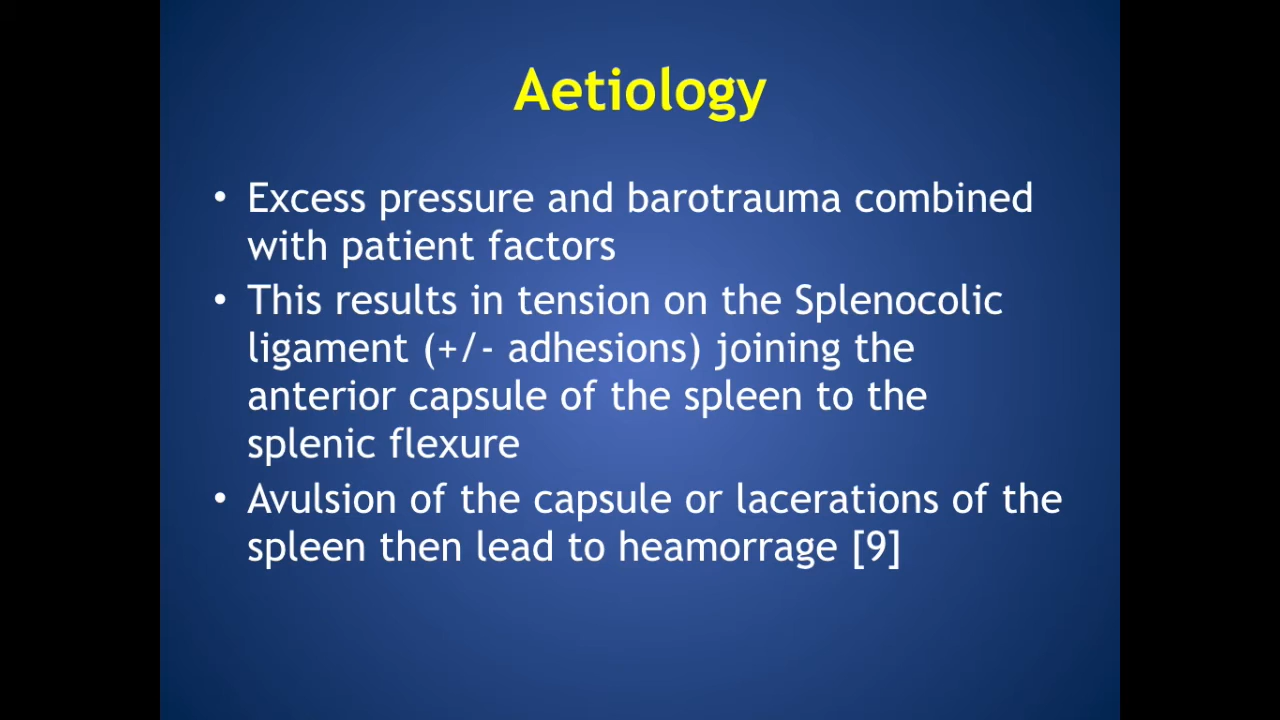 Aetiology
• Excess pressure and barotrauma combined
with patient factors
• This results in tension on the Splenocolic
ligament (+/- adhesions) joining the
anterior capsule of the spleen to the
splenic flexure
• Avulsion of the capsule or lacerations of the
spleen then lead to heamorrage [9]